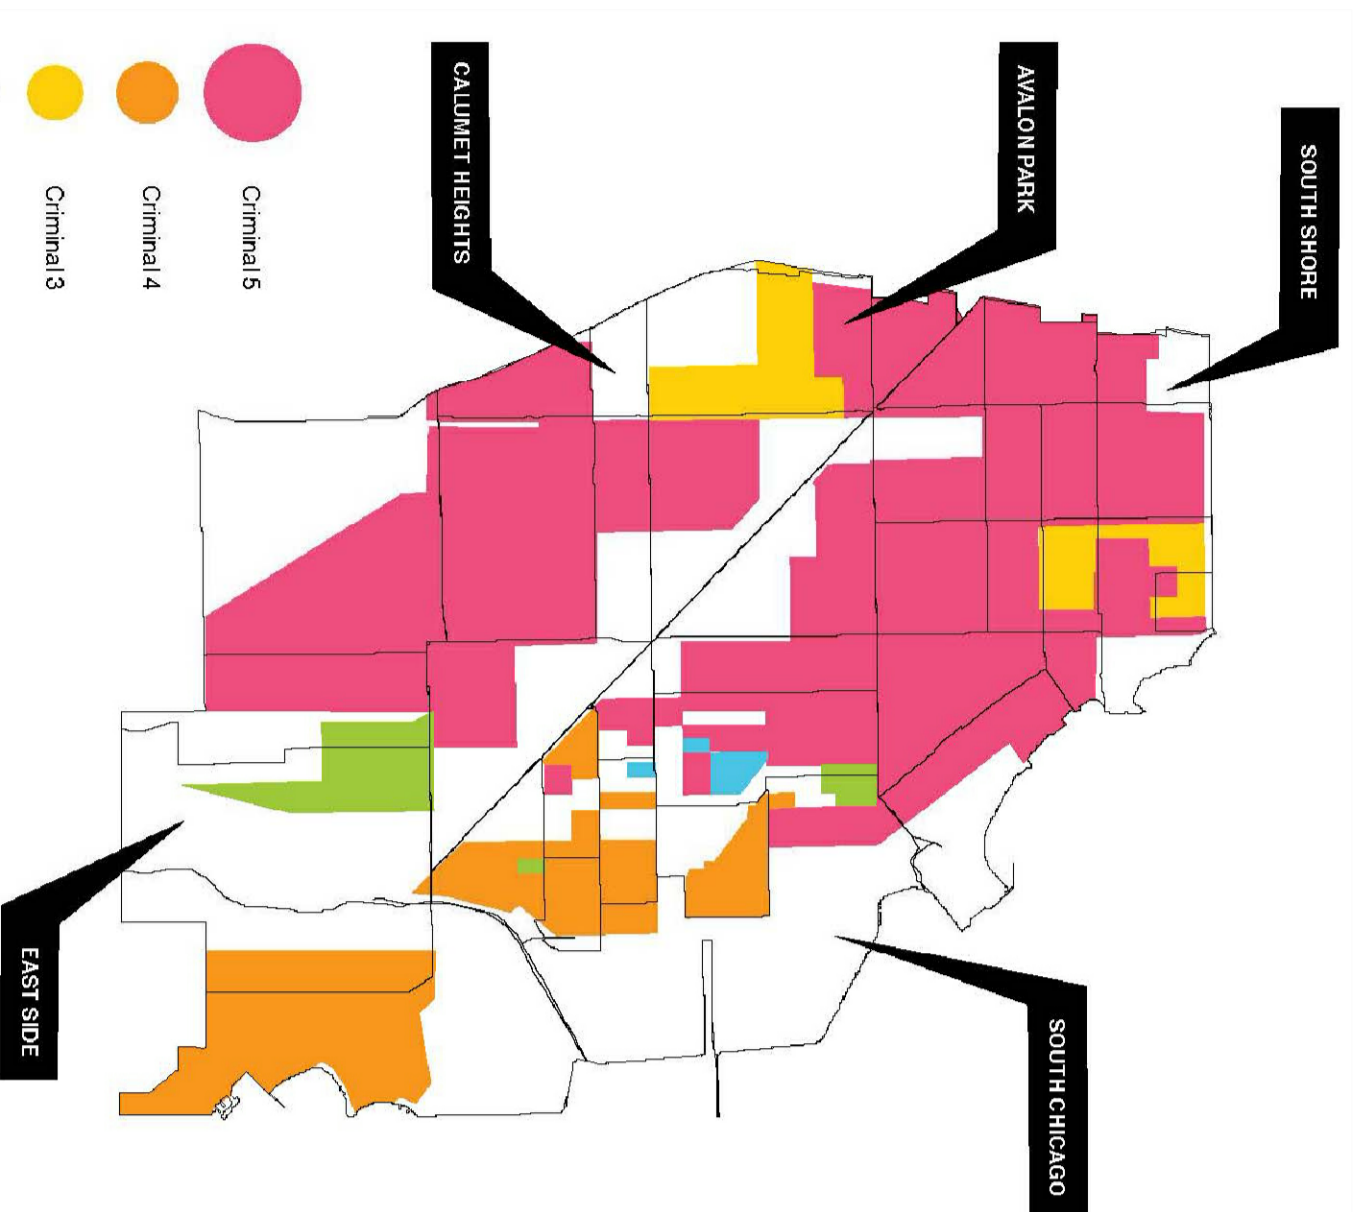 SOUTH SHORE
AVALON PARK
CALUMET HEIGHTS
Criminal 5
Criminal 4
Criminal 3
SOUTH CHICAGO
EAST SIDE